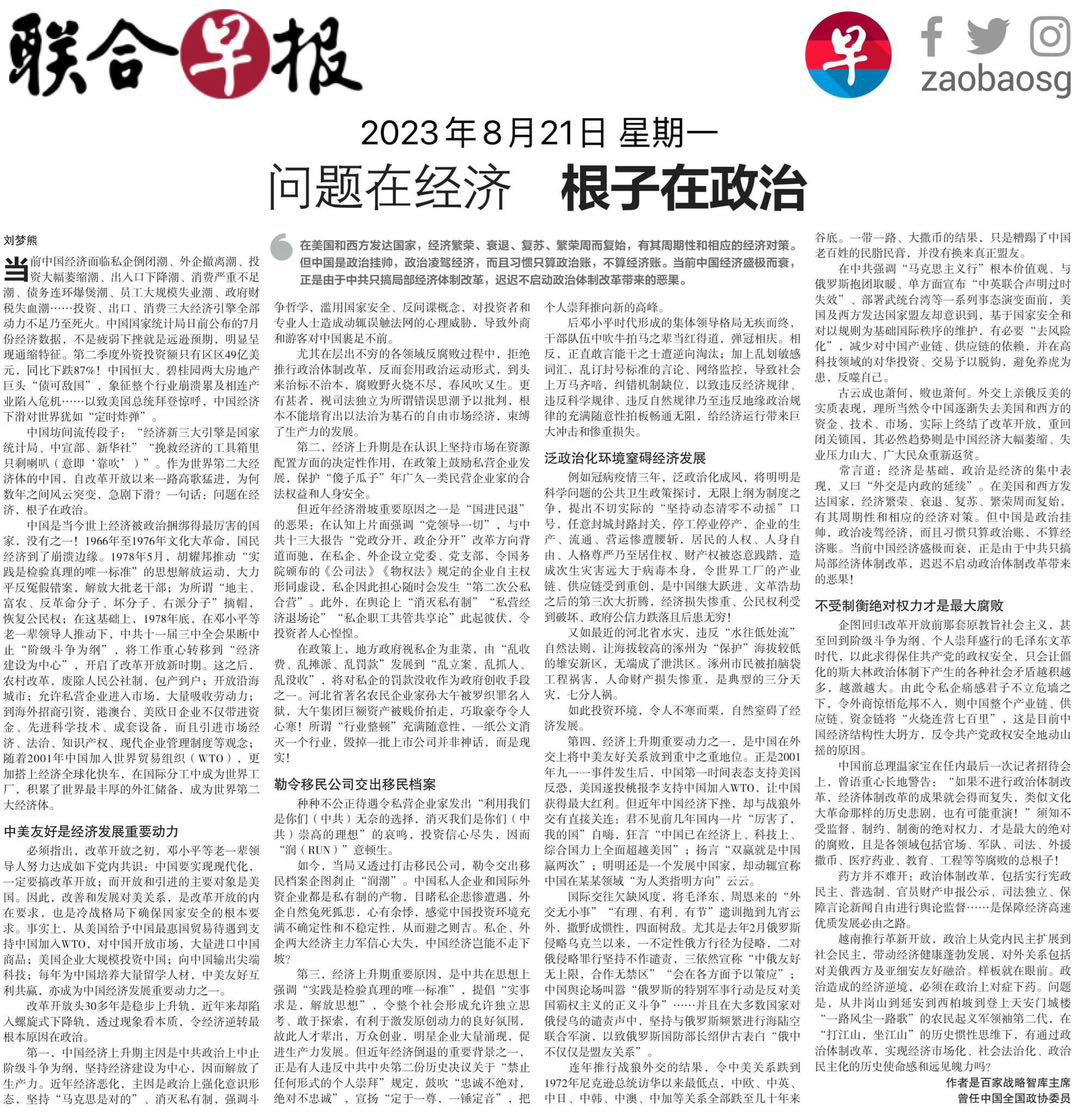 联合早报
早
zaobaosg
2023年8月21日 星期一
问题在经济 根子在政治
刘梦熊
在美国和西方发达国家，经济繁荣、衰退、复苏、繁荣周而复始，有其周期性和相应的经济对策。
但中国是政治挂帅，政治凌驾经济，而且习惯只算政治账，不算经济账。当前中国经济盛极而衰，
正是由于中共只搞局部经济体制改革，迟迟不启动政治体制改革带来的恶果。
当前中国经济面临私企倒闭潮、外企撤离潮、投
资大幅萎缩潮、出入口下降潮、消费严重不足
潮、债务连环爆煲潮、员工大规模失业潮、政府财
税失血潮……投资、出口、消费三大经济引擎全部
动力不足乃至死火。中国国家统计局日前公布的7月
份经济数据，不是疲弱下挫就是远逊预期，明显呈
现通缩特征。第二季度外资投资额只有区区49亿美
元，同比下跌87%！中国恒大、碧桂园两大房地产
巨头“债可敌国”，象征整个行业崩溃累及相连产
业陷入危机……以致美国总统拜登惊呼，中国经济
下滑对世界犹如“定时炸弹”。
中国坊间流传段子：“经济新三大引擎是国家
统计局、中宣部、新华社”“挽救经济的工具箱里
只剩喇叭（意即‘靠吹’）”。作为世界第二大经
济体的中国，自改革开放以来一路高歌猛进，为何
数年之间风云突变，急剧下滑？一句话：问题在经
济，根子在政治。
中国是当今世上经济被政治捆绑得最厉害的国
家，没有之一！1966年至1976年文化大革命，国民
经济到了崩溃边缘。1978年5月，胡耀邦推动“实
践是检验真理的唯一标准”的思想解放运动，大力
平反冤假错案，解放大批老干部；为所谓“地主、
富农、反革命分子、坏分子、右派分子”摘帽，
恢复公民权；在这基础上，1978年底，在邓小平等
老一辈领导人推动下，中共十一届三中全会果断中
止“阶级斗争为纲”，将工作重心转移到“经济
建设为中心”，开启了改革开放新时期。这之后，
农村改革，废除人民公社制，包产到户；开放沿海
城市；允许私营企业进入市场，大量吸收劳动力；
到海外招商引资，港澳台、美欧日企业不仅带进资
金、先进科学技术、成套设备，而且引进市场经
济、法治、知识产权、现代企业管理制度等观念；
随着2001年中国加入世界贸易组织（WTO），更
加搭上经济全球化快车，在国际分工中成为世界工
厂，积累了世界最丰厚的外汇储备，成为世界第二
大经济体。
中美友好是经济发展重要动力
必须指出，改革开放之初，邓小平等老一辈领
导人努力达成如下党内共识：中国要实现现代化，
一定要搞改革开放；而开放和引进的主要对象是美
国。因此，改善和发展对美关系，是改革开放的内
在要求，也是冷战格局下确保国家安全的根本要
求。事实上，从美国给予中国最惠国贸易待遇到支
持中国加入WTO，对中国开放市场，大量进口中国
商品；美国企业大规模投资中国；向中国输出尖端
科技；每年为中国培养大量留学人材，中美友好互
利共赢，亦成为中国经济发展重要动力之一。
改革开放头30多年是稳步上升轨，近年来却陷
入螺旋式下降轨，透过现象看本质，令经济逆转最
根本原因在政治。
第一，中国经济上升期主因是中共政治上中止
阶级斗争为纲，坚持经济建设为中心，因而解放了
生产力。近年经济恶化，主因是政治上强化意识形
态，坚持“马克思是对的”、消灭私有制，强调斗
争哲学，滥用国家安全、反间谍概念，对投资者和
专业人士造成动辄误触法网的心理威胁，导致外商
和游客对中国裹足不前。
尤其在层出不穷的各领域反腐败过程中，拒绝
推行政治体制改革，反而套用政治运动形式，到头
来治标不治本，腐败野火烧不尽，春风吹又生。更
有甚者，视司法独立为所谓错误思潮予以批判，根
本不能培育出以法治为基石的自由市场经济，束缚
了生产力的发展。
第二，经济上升期是在认识上坚持市场在资源
配置方面的决定性作用，在政策上鼓励私营企业发
展，保护“傻子瓜子”年广久一类民营企业家的合
法权益和人身安全。
但近年经济滑坡重要原因之一是“国进民退”
的恶果：在认知上片面强调“党领导一切”，与中
共十三大报告“党政分开，政企分开”改革方向背
道而驰，在私企、外企设立党委、党支部，令国务
院颁布的《公司法》《物权法》规定的企业自主权
形同虚设，私企因此担心随时会发生“第二次公私
合营”。此外，在舆论上“消灭私有制”“私营经济
退场论”“私企职工共管共享论”此起彼伏，令
投资者人心惶惶。
在政策上，地方政府视私企为韭菜，由“乱收
费、乱摊派、乱罚款”发展到“乱立案、乱抓人、
乱没收”，将对私企的罚款没收作为政府创收手段
之一。河北省著名农民企业家孙大午被罗织罪名入
狱，大午集团巨额资产被贱价拍走，巧取豪夺令人
心寒！所谓“行业整顿”充满随意性，一纸公文消
灭一个行业，毁掉一批上市公司并非神话，而是现
实！
勒令移民公司交出移民档案
种种不公正待遇令私营企业家发出“利用我们
是你们（中共）无奈的选择，消灭我们是你们（中
共）崇高的理想”的哀鸣，投资信心尽失，因而
“润（RUN）”意顿生。
如今，当局又透过打击移民公司，勒令交出移
民档案企图刹止“润潮”。中国私人企业和国际外
资企业都是私有制的产物，目睹私企悲惨遭遇，外
企自然兔死狐悲，心有余悸，感觉中国投资环境充
满不确定性和不稳定性，从而避之则吉。私企、外
企两大经济主力军信心大失，中国经济岂能不走下
坡？
第三，经济上升期重要原因，是中共在思想上
强调“实践是检验真理的唯一标准”，提倡“实事
求是，解放思想”，令整个社会形成允许独立思
考、敢于探索，有利于激发原创动力的良好氛围，
故此人才辈出，万众创业，明星企业大量涌现，促
进生产力发展。但近年经济倒退的重要背景之一，
正是有人违反中共中央第二份历史决议关于“禁止
任何形式的个人崇拜”规定，鼓吹“忠诚不绝对，
绝对不忠诚”，宣扬“定于一尊，一锤定音”，把
个人崇拜推向新的高峰。
后邓小平时代形成的集体领导格局无疾而终，
干部队伍中吹牛拍马之辈当红得道，弹冠相庆。相
反，正直敢言能干之士遭逆向淘汰；加上乱划敏感
词汇，乱订封号标准的言论、网络监控，导致社会
上万马齐喑，纠错机制缺位，以致违反经济规律、
违反科学规律、违反自然规律乃至违反地缘政治规
律的充满随意性拍板畅通无阻，给经济运行带来巨
大冲击和惨重损失。
泛政治化环境窒碍经济发展
例如冠病疫情三年，泛政治化成风，将明明是
科学问题的公共卫生政策探讨，无限上纲为制度之
争，提出不切实际的“坚持动态清零不动摇”口
号，任意封城封路封关，停工停业停产，企业的生
产、流通、营运惨遭腰斩，居民的人权、人身自
由、人格尊严乃至居住权、财产权被恣意践踏，造
成次生灾害远大于病毒本身，令世界工厂的产业
链、供应链受到重创，是中国继大跃进、文革浩劫
之后的第三次大折腾，经济损失惨重、公民权利受
到破坏、政府公信力跌落且后患无穷！
又如最近的河北省水灾，违反“水往低处流”
自然法则，让海拔较高的涿州为“保护”海拔较低
的雄安新区，无端成了泄洪区。涿州市民被拍脑袋
工程祸害，人命财产损失惨重，是典型的三分天
灾，七分人祸。
如此投资环境，令人不寒而栗，自然窒碍了经
济发展。
第四，经济上升期重要动力之一，是中国在外
交上将中美友好关系放到重中之重地位。正是2001
年九一一事件发生后，中国第一时间表态支持美国
反恐，美国遂投桃报李支持中国加入WTO，让中国
获得最大红利。但近年中国经济下挫，却与战狼外
交有直接关连；君不见前几年国内一片“厉害了，
我的国”自嗨，狂言“中国已在经济上、科技上、
综合国力上全面超越美国”；扬言“双赢就是中国
赢两次”；明明还是一个发展中国家，却动辄宣称
中国在某某领域“为人类指明方向”云云。
国际交往欠缺风度，将毛泽东、周恩来的“外
交无小事”“有理、有利、有节”遗训抛到九宵云
外，撒野成惯性，四面树敌。尤其是去年2月俄罗斯
侵略乌克兰以来，一不定性俄方行径为侵略，二对
俄侵略罪行坚持不作谴责，三依然宣称“中俄友好
无上限，合作无禁区”“会在各方面予以策应”；
中国舆论场叫嚣“俄罗斯的特别军事行动是反对美
国霸权主义的正义斗争”……并且在大多数国家对
俄侵乌的谴责声中，坚持与俄罗斯频繁进行海陆空
联合军演，以致俄罗斯国防部长绍伊古表白“俄中
不仅仅是盟友关系”。
连年推行战狼外交的结果，令中美关系跌到
1972年尼克逊总统访华以来最低点，中欧、中英、
中日、中韩、中澳、中加等关系全部跌至几十年来
谷底。一带一路、大撒币的结果，只是糟蹋了中国
老百姓的民脂民膏，并没有换来真正盟友。
在中共强调“马克思主义行”根本价值观、与
俄罗斯抱团取暖、单方面宣布“中英联合声明过时
失效”、部署武统台湾等一系列事态演变面前，美
国及西方发达国家盟友却意识到，基于国家安全和
对以规则为基础国际秩序的维护，有必要“去风险
化”，减少对中国产业链、供应链的依赖，并在高
科技领域的对华投资、交易予以脱钩，避免养虎为
患，反噬自己。
古云成也萧何，败也萧何。外交上亲俄反美的
实质表现，理所当然令中国逐渐失去美国和西方的
资金、技术、市场，实际上终结了改革开放，重回
闭关锁国，其必然趋势则是中国经济大幅萎缩、失
业压力山大、广大民众重新返贫。
常言道：经济是基础，政治是经济的集中表
现，又曰“外交是内政的延续”。在美国和西方发
达国家，经济繁荣、衰退、复苏、繁荣周而复始，
有其周期性和相应的经济对策。但中国是政治挂
帅，政治凌驾经济，而且习惯只算政治账，不算经
济账。当前中国经济盛极而衰，正是由于中共只搞
局部经济体制改革，迟迟不启动政治体制改革带来
的恶果！
不受制衡绝对权力才是最大腐败
企图回归改革开放前那套原教旨社会主义，甚
至回到阶级斗争为纲、个人崇拜盛行的毛泽东文革
时代，以此求得保住共产党的政权安全，只会让僵
化的斯大林政治体制下产生的各种社会矛盾越积越
多，越激越大。由此令私企痛感君子不立危墙之
下，令外商惊悟危邦不入，则中国整个产业链、供
应链、资金链将“火烧连营七百里”，这是目前中
国经济结构性大坍方，反令共产党政权安全地动山
摇的原因。
中国前总理温家宝在任内最后一次记者招待会
上，曾语重心长地警告：“如果不进行政治体制改
革，经济体制改革的成果就会得而复失，类似文化
大革命那样的历史悲剧，也有可能重演！”须知不
受监督、制约、制衡的绝对权力，才是最大的绝对
的腐败，且是各领域包括官场、军队、司法、外援
撒币、医疗药业、教育、工程等等腐败的总根子！
药方并不难开：政治体制改革，包括实行宪政
民主、普选制、官员财产申报公示，司法独立、保
障言论新闻自由进行舆论监督……是保障经济高速
优质发展必由之路。
越南推行革新开放，政治上从党内民主扩展到
社会民主，带动经济健康蓬勃发展，对外关系包括
对美俄西方及亚细安友好融洽。样板就在眼前。政
治造成的经济逆境，必须在政治上对症下药。问题
是，从井岗山到延安到西柏坡到登上天安门城楼
“一路风尘一路歌”的农民起义军领袖第二代，在
“打江山，坐江山”的历史惯性思维下，有通过政
治体制改革，实现经济市场化、社会法治化、政治
民主化的历史使命感和远见魄力吗？
作者是百家战略智库主席
曾任中国全国政协委员